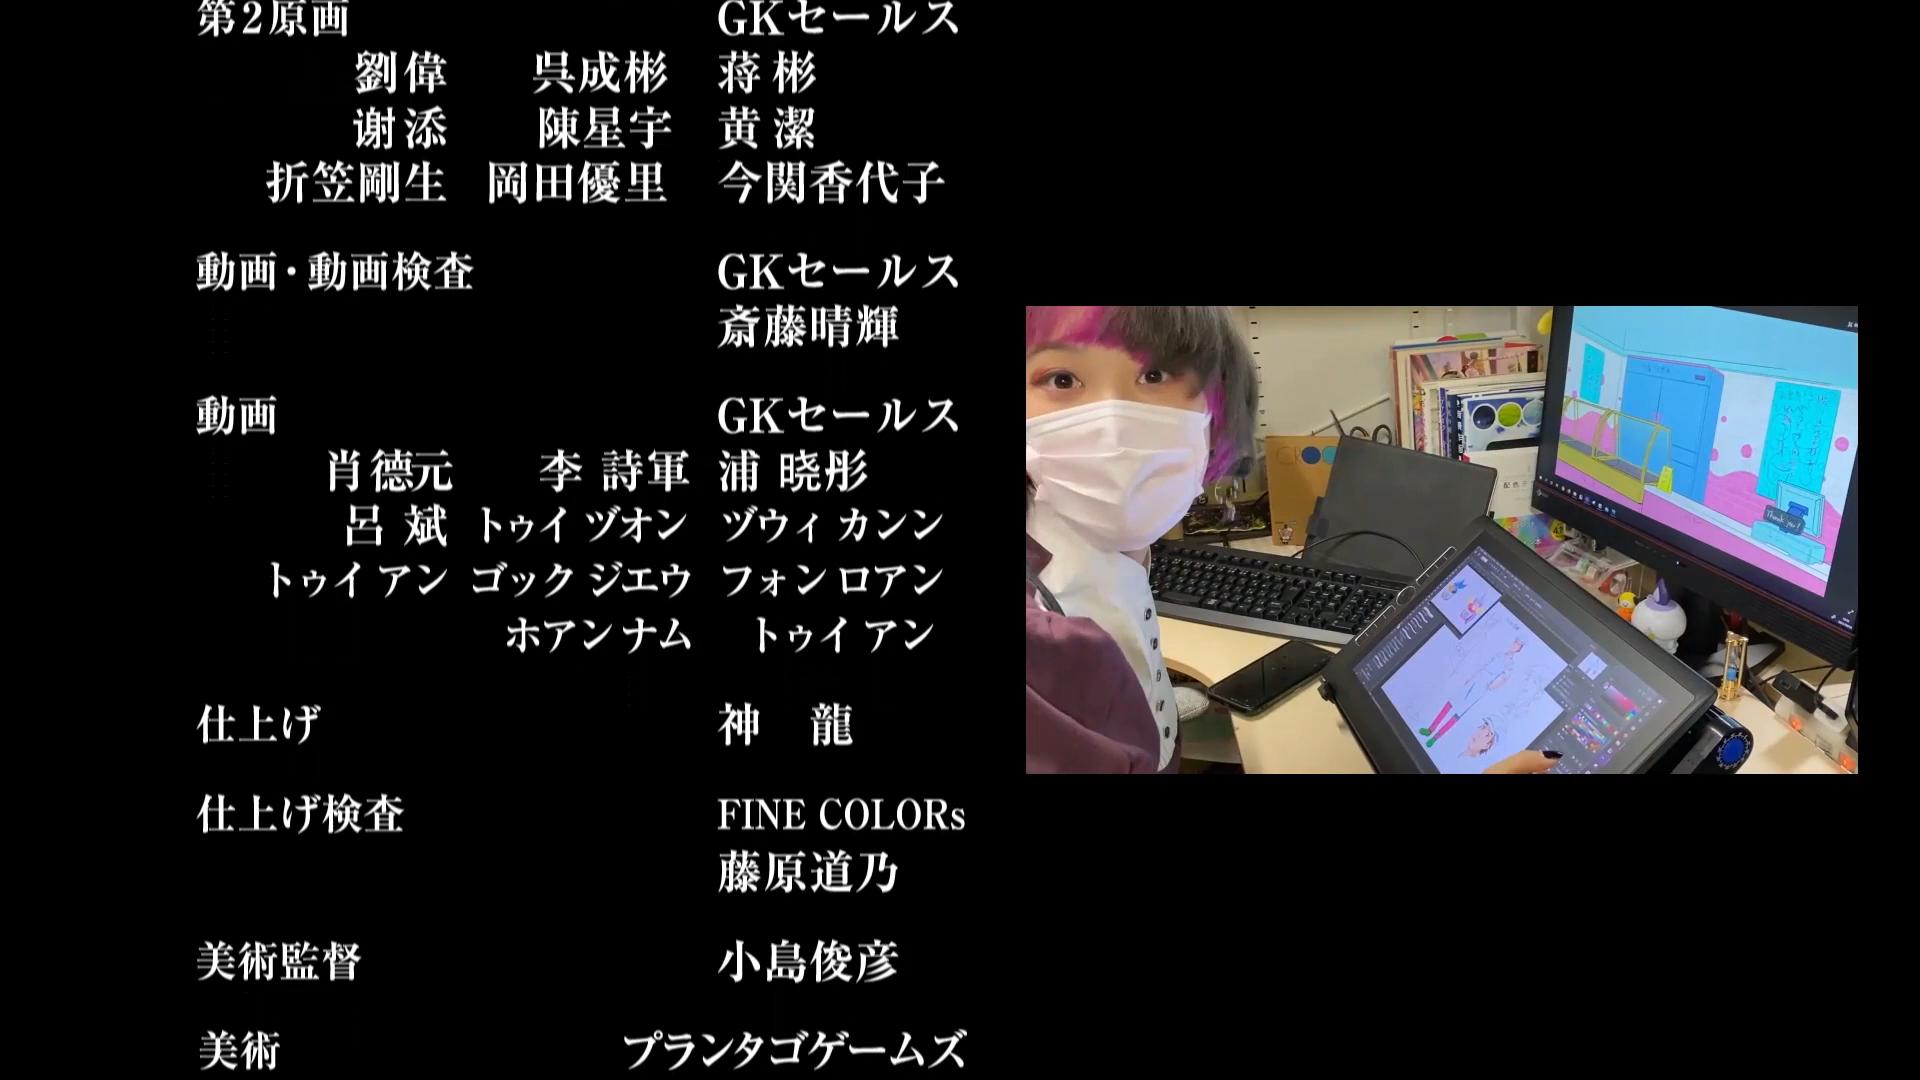 第2原画 GKセールス
劉偉 呉成彬 蒋彬
谢添 陳星宇 黄潔
折笠剛生 岡田優里 今関香代子
動画・動画検査 GKセールス
斎藤晴輝
動画 GKセールス
肖德元 李詩軍 浦晓彤
呂斌 トゥイ ヅオン ヅウィ カンン
トゥイ アン ゴック ジエウ フォン ロアン
ホアン ナム トゥイ アン
仕上げ 神龍
仕上げ検査 FINE COLORs
藤原道乃
美術監督 小島俊彦
美術 プランタゴゲームズ
Thank you!